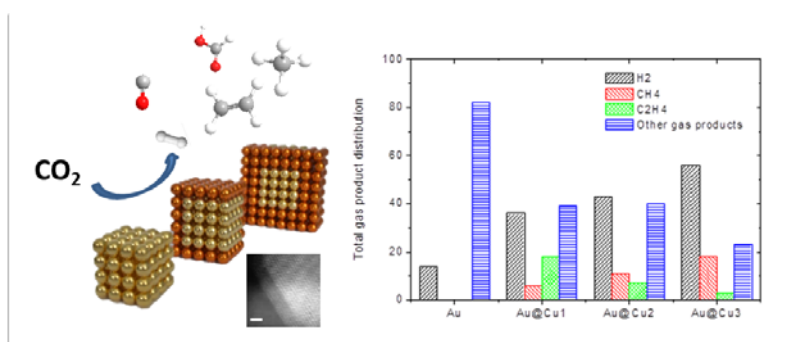 CO2
Total gas product distribution
100
80
60
40
20
0
H2
CH4
C2H4
Other gas products
Au
Au@Cu1
Au@Cu2
Au@Cu3